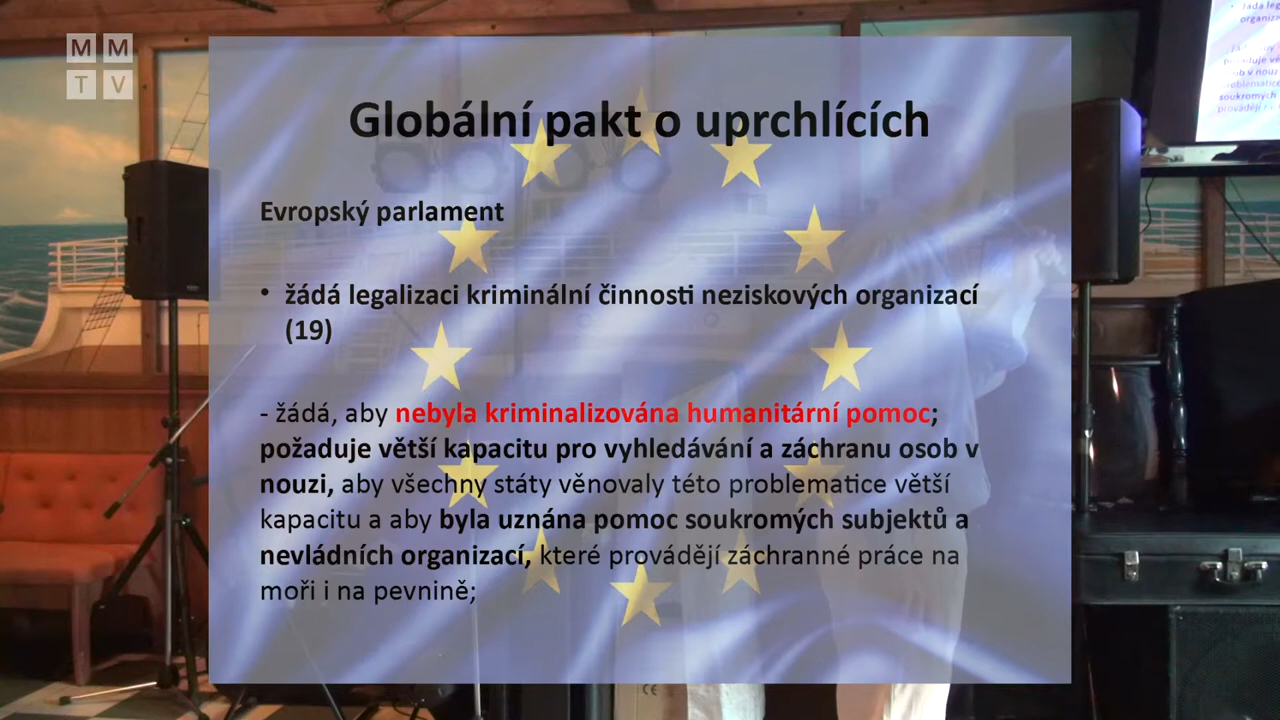 MM
TV
Globální pakt o uprchlících
Evropský parlament
• žádá legalizaci kriminální činnosti neziskových organizací
(19)
- žádá, aby nebyla kriminalizována humanitární pomoc;
požaduje větší kapacitu pro vyhledávání a záchranu osob v
nouzi, aby všechny státy věnovaly této problematice větší
kapacitu a aby byla uznána pomoc soukromých subjektů a
nevládních organizací, které provádějí záchranné práce na
moři i na pevnině;
CE